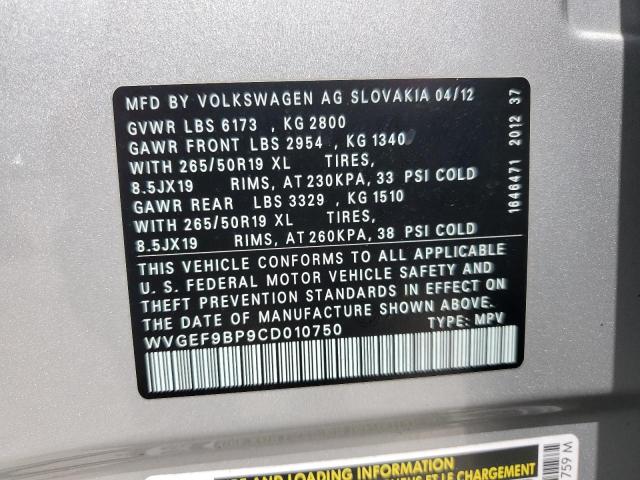 MFD BY VOLKSWAGEN AG SLOVAKIA 04/12
GVWR LBS 6173 , KG 2800
GAWR FRONT LBS 2954 , KG 1340
WITH 265/50R19 XL TIRES,
8.5JX19 RIMS, AT 230KPA, 33 PSI COLD
GAWR REAR LBS 3329 , KG 1510
WITH 265/50R19 XL TIRES,
8.5JX19 RIMS, AT 260KPA, 38 PSI COLD
THIS VEHICLE CONFORMS TO ALL APPLICABLE
U. S. FEDERAL MOTOR VEHICLE SAFETY AND
THEFT PREVENTION STANDARDS IN EFFECT ON
THE DATE OF MANUFACTURE SHOWN ABOVE.
WVGEF9BP9CD010750 TYPE: MPV
1646471 2012 37
AND LOADING INFORMATION
ET LE CHARGEMENT
759 M